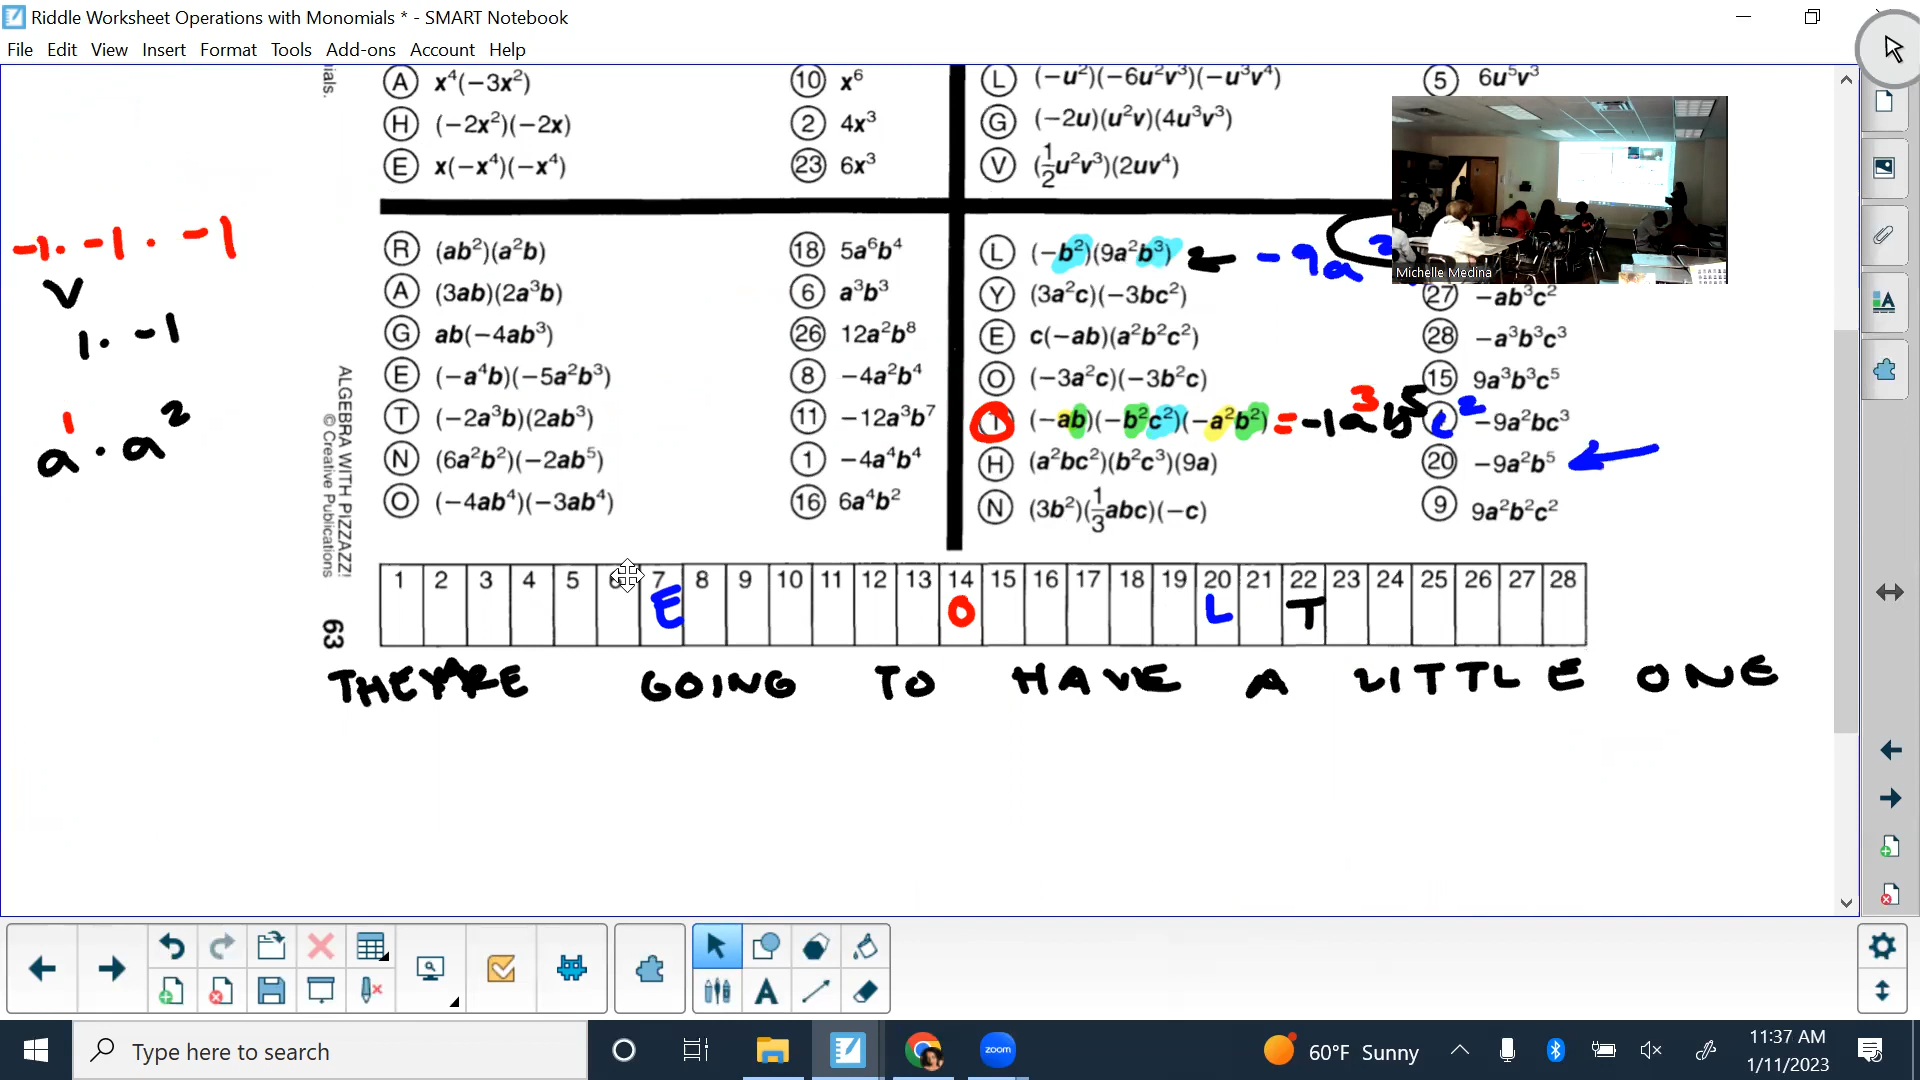 Riddle Worksheet Operations with Monomials * - SMART Notebook
File Edit View Insert Format Tools Add-ons Account Help
ials.
A x⁴(−3x²)
H (−2x²)(−2x)
E x(−x⁴)(−x⁴)
10 x⁶
2 4x³
23 6x³
L (−u²)(−6u²v³)(−u³v⁴)
G (−2u)(u²v)(4u³v³)
V (1/2u²v³)(2uv⁴)
5 6u⁵v³
Michelle Medina
-1 · -1 · -1
V
1 · -1
a¹ · a²
R (ab²)(a²b)
A (3ab)(2a³b)
G ab(−4ab³)
E (−a⁴b)(−5a²b³)
T (−2a³b)(2ab³)
N (6a²b²)(−2ab⁵)
O (−4ab⁴)(−3ab⁴)
18 5a⁶b⁴
6 a³b³
26 12a²b⁸
8 −4a²b⁴
11 −12a³b⁷
1 −4a⁴b⁴
16 6a⁴b²
L (−b²)(9a²b³) -9a
Y (3a²c)(−3bc²)
E c(−ab)(a²b²c²)
O (−3a²c)(−3b²c)
T (−ab)(−b²c²)(−a²b²) = -1a³b⁵c²
H (a²bc²)(b²c³)(9a)
N (3b²)(1/3abc)(−c)
27 −ab³c²
28 −a³b³c³
15 9a³b³c⁵
−9a²bc³
20 −9a²b⁵
9 9a²b²c²
ALGEBRA WITH PIZZAZZ!
© Creative Publications
63
1 2 3 4 5 6 7 8 9 10 11 12 13 14 15 16 17 18 19 20 21 22 23 24 25 26 27 28
E O L T
THEY'RE GOING TO HAVE A LITTLE ONE
Type here to search
zoom
60°F Sunny
11:37 AM
1/11/2023